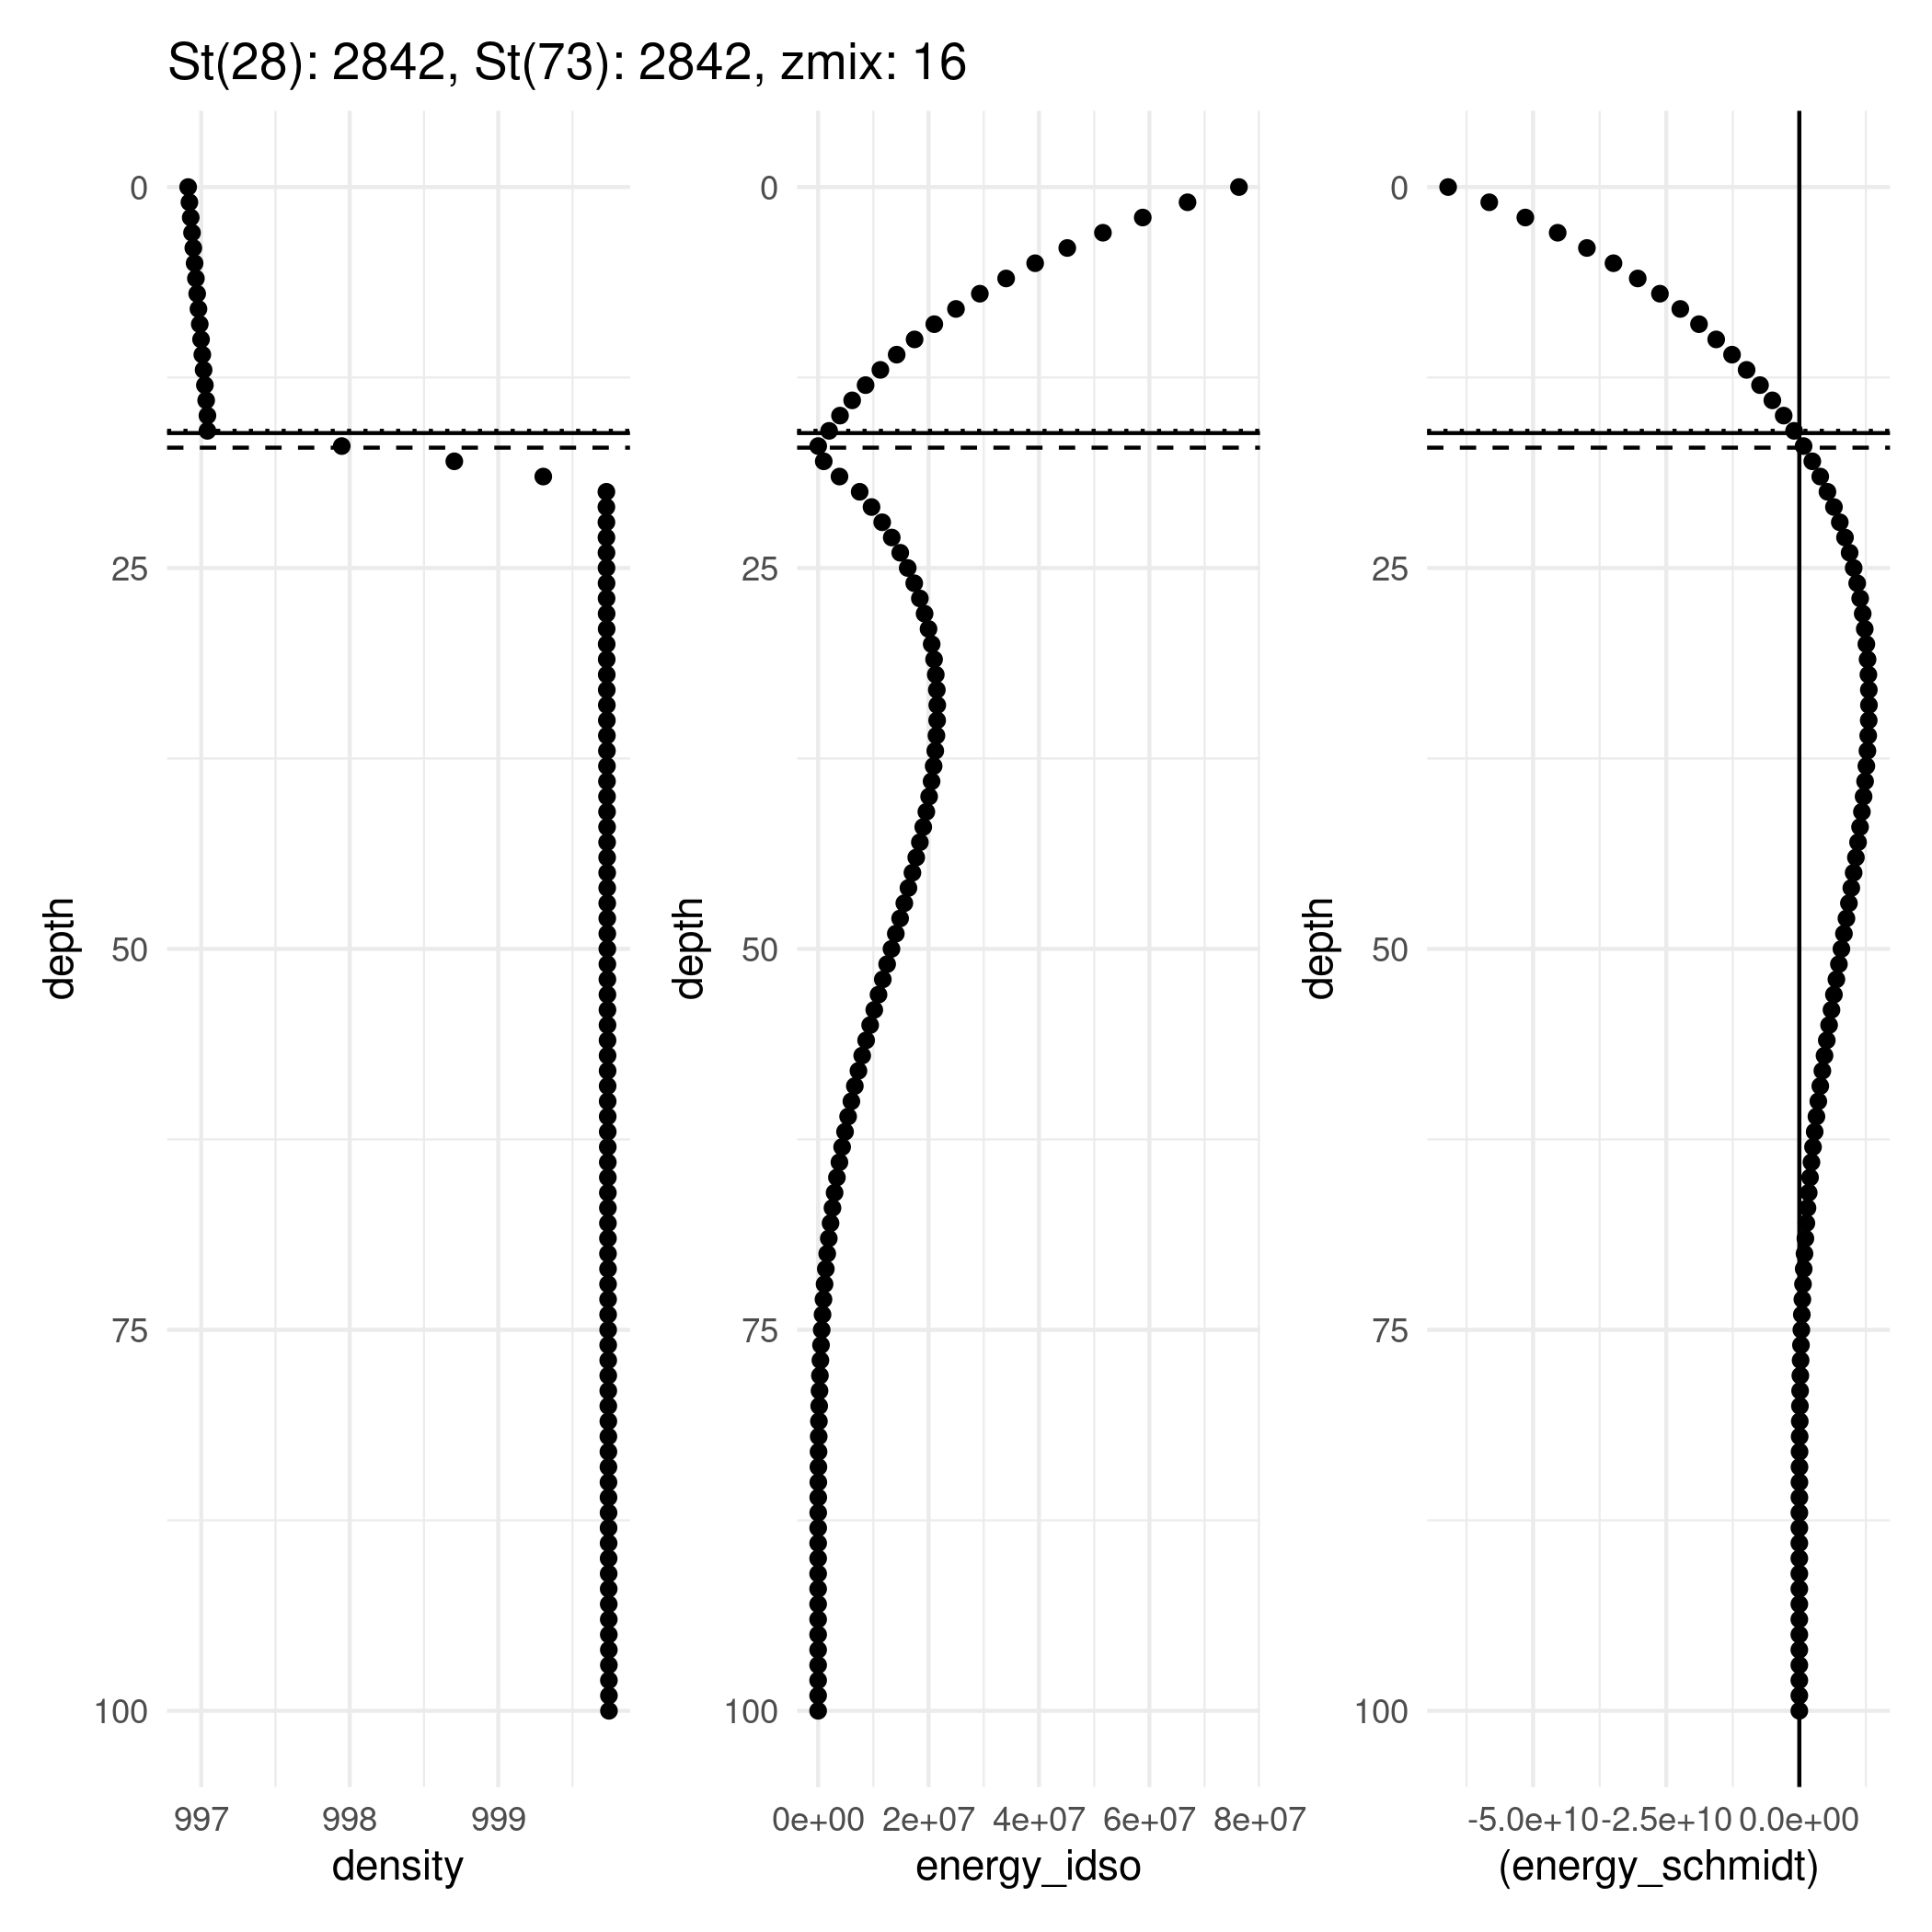 St(28): 2842, St(73): 2842, zmix: 16
0
25
50
75
100
depth
997
998
999
density
0
25
50
75
100
depth
0e+00
2e+07
4e+07
6e+07
8e+07
energy_idso
0
25
50
75
100
depth
-5.0e+10
-2.5e+10
0.0e+00
(energy_schmidt)